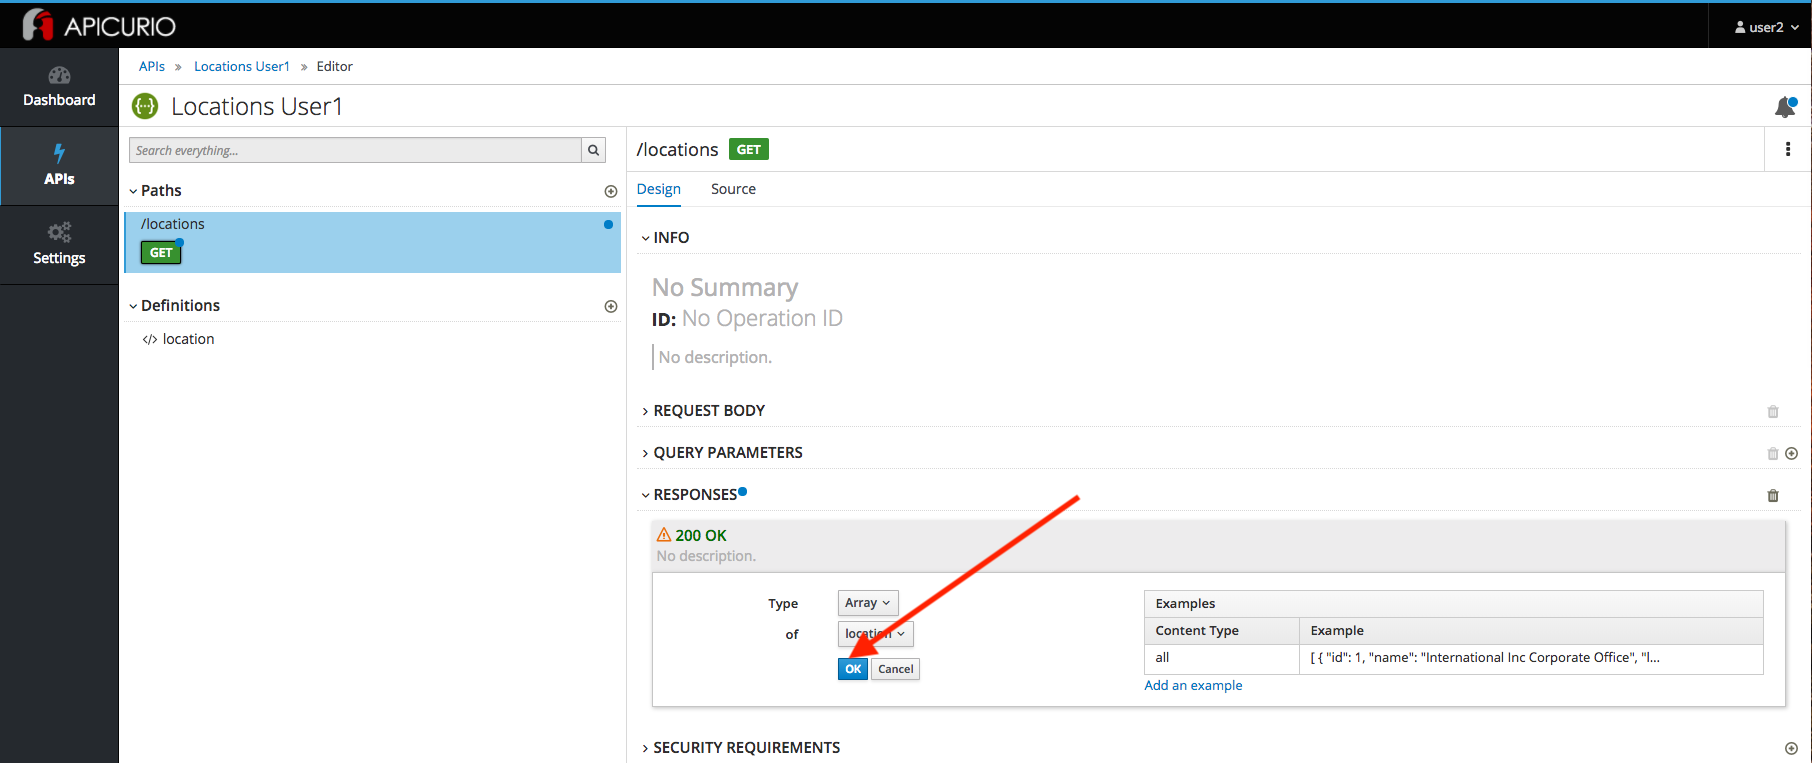 APICURIO
user2
Dashboard
APIs
Settings
APIs » Locations User1 » Editor
Locations User1
Search everything...
Paths
/locations
GET
Definitions
</> location
/locations GET
Design Source
INFO
No Summary
ID: No Operation ID
No description.
REQUEST BODY
QUERY PARAMETERS
RESPONSES
200 OK
No description.
Type Array
of location
OK Cancel
Examples
Content Type Example
all [ { "id": 1, "name": "International Inc Corporate Office", "l...
Add an example
SECURITY REQUIREMENTS